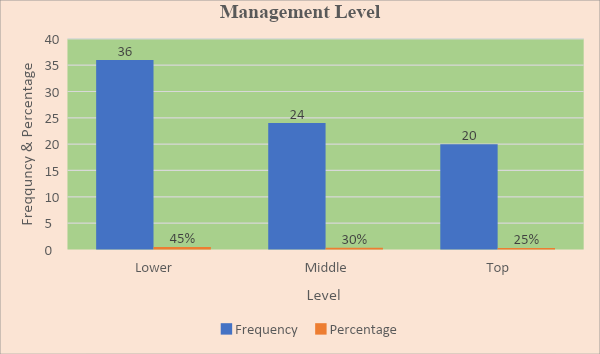 Management Level
Freqquncy & Percentage
40
35
30
25
20
15
10
5
0
36
45%
24
30%
20
25%
Lower
Middle
Top
Level
Frequency
Percentage